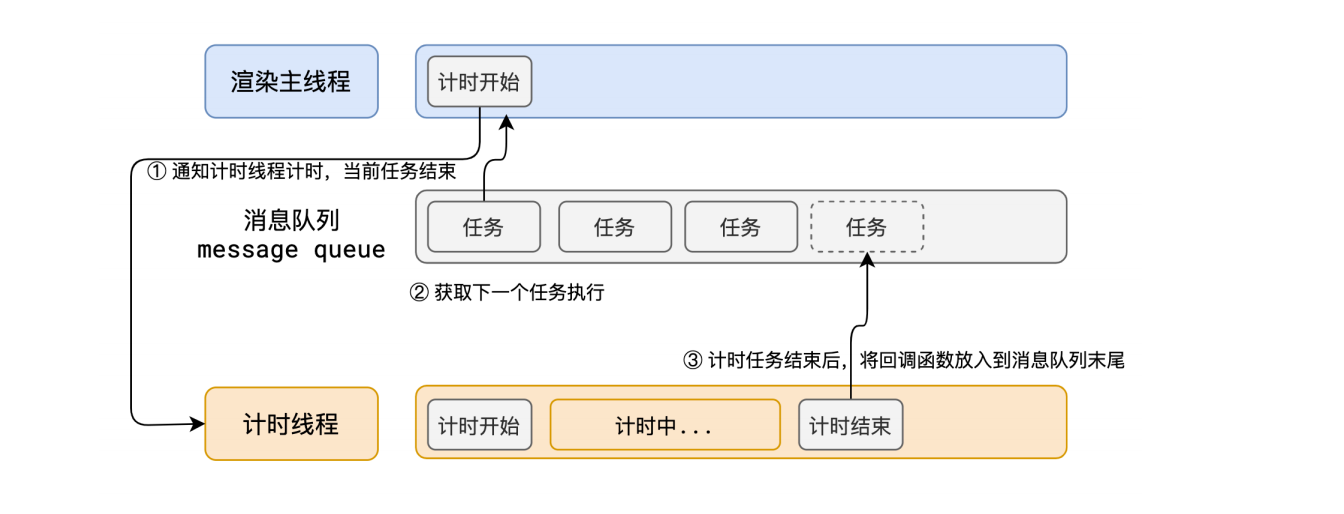 渲染主线程
计时开始
① 通知计时线程计时，当前任务结束
消息队列
message queue
任务
任务
任务
任务
② 获取下一个任务执行
③ 计时任务结束后，将回调函数放入到消息队列末尾
计时线程
计时开始
计时中...
计时结束